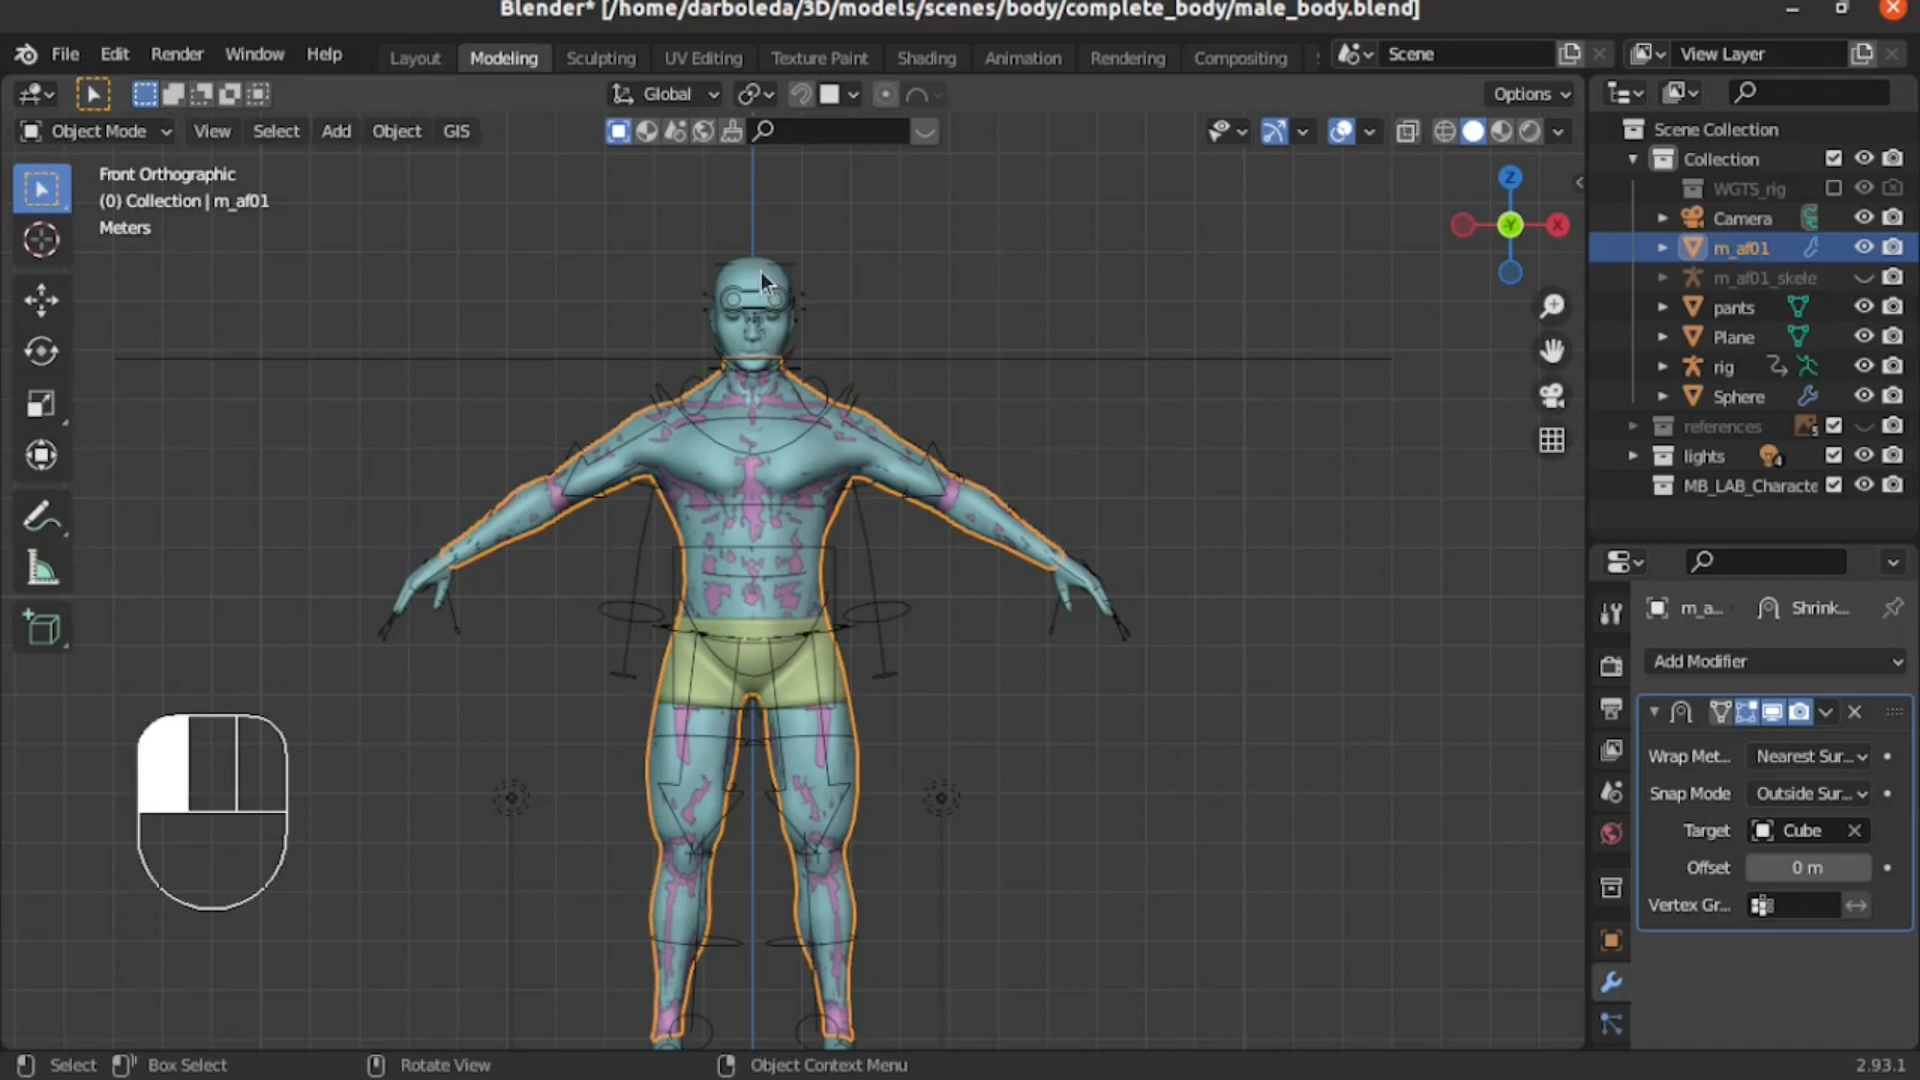 Blender* [/home/darboleda/3D/models/scenes/body/complete_body/male_body.blend]
File Edit Render Window Help Layout Modeling Sculpting UV Editing Texture Paint Shading Animation Rendering Compositing Scene View Layer
Global Options
Object Mode View Select Add Object GIS
Front Orthographic
(0) Collection | m_af01
Meters
Z
Y
X
Scene Collection
Collection
WGTS_rig
Camera
m_af01
m_af01_skele
pants
Plane
rig
Sphere
references 5
lights 4
MB_LAB_Characte
m_a... Shrink...
Add Modifier
Wrap Met... Nearest Sur...
Snap Mode Outside Sur...
Target Cube
Offset 0 m
Vertex Gr...
Select Box Select Rotate View Object Context Menu 2.93.1